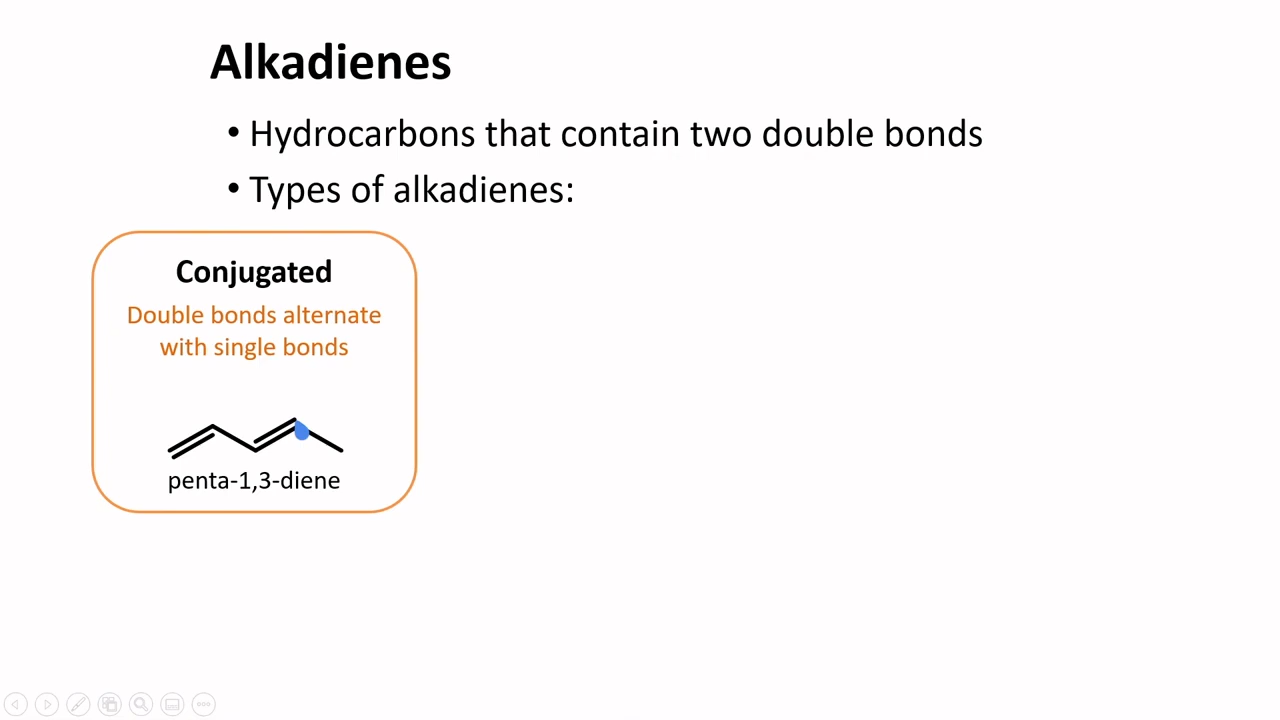 Alkadienes
• Hydrocarbons that contain two double bonds
• Types of alkadienes:
Conjugated
Double bonds alternate
with single bonds
penta-1,3-diene